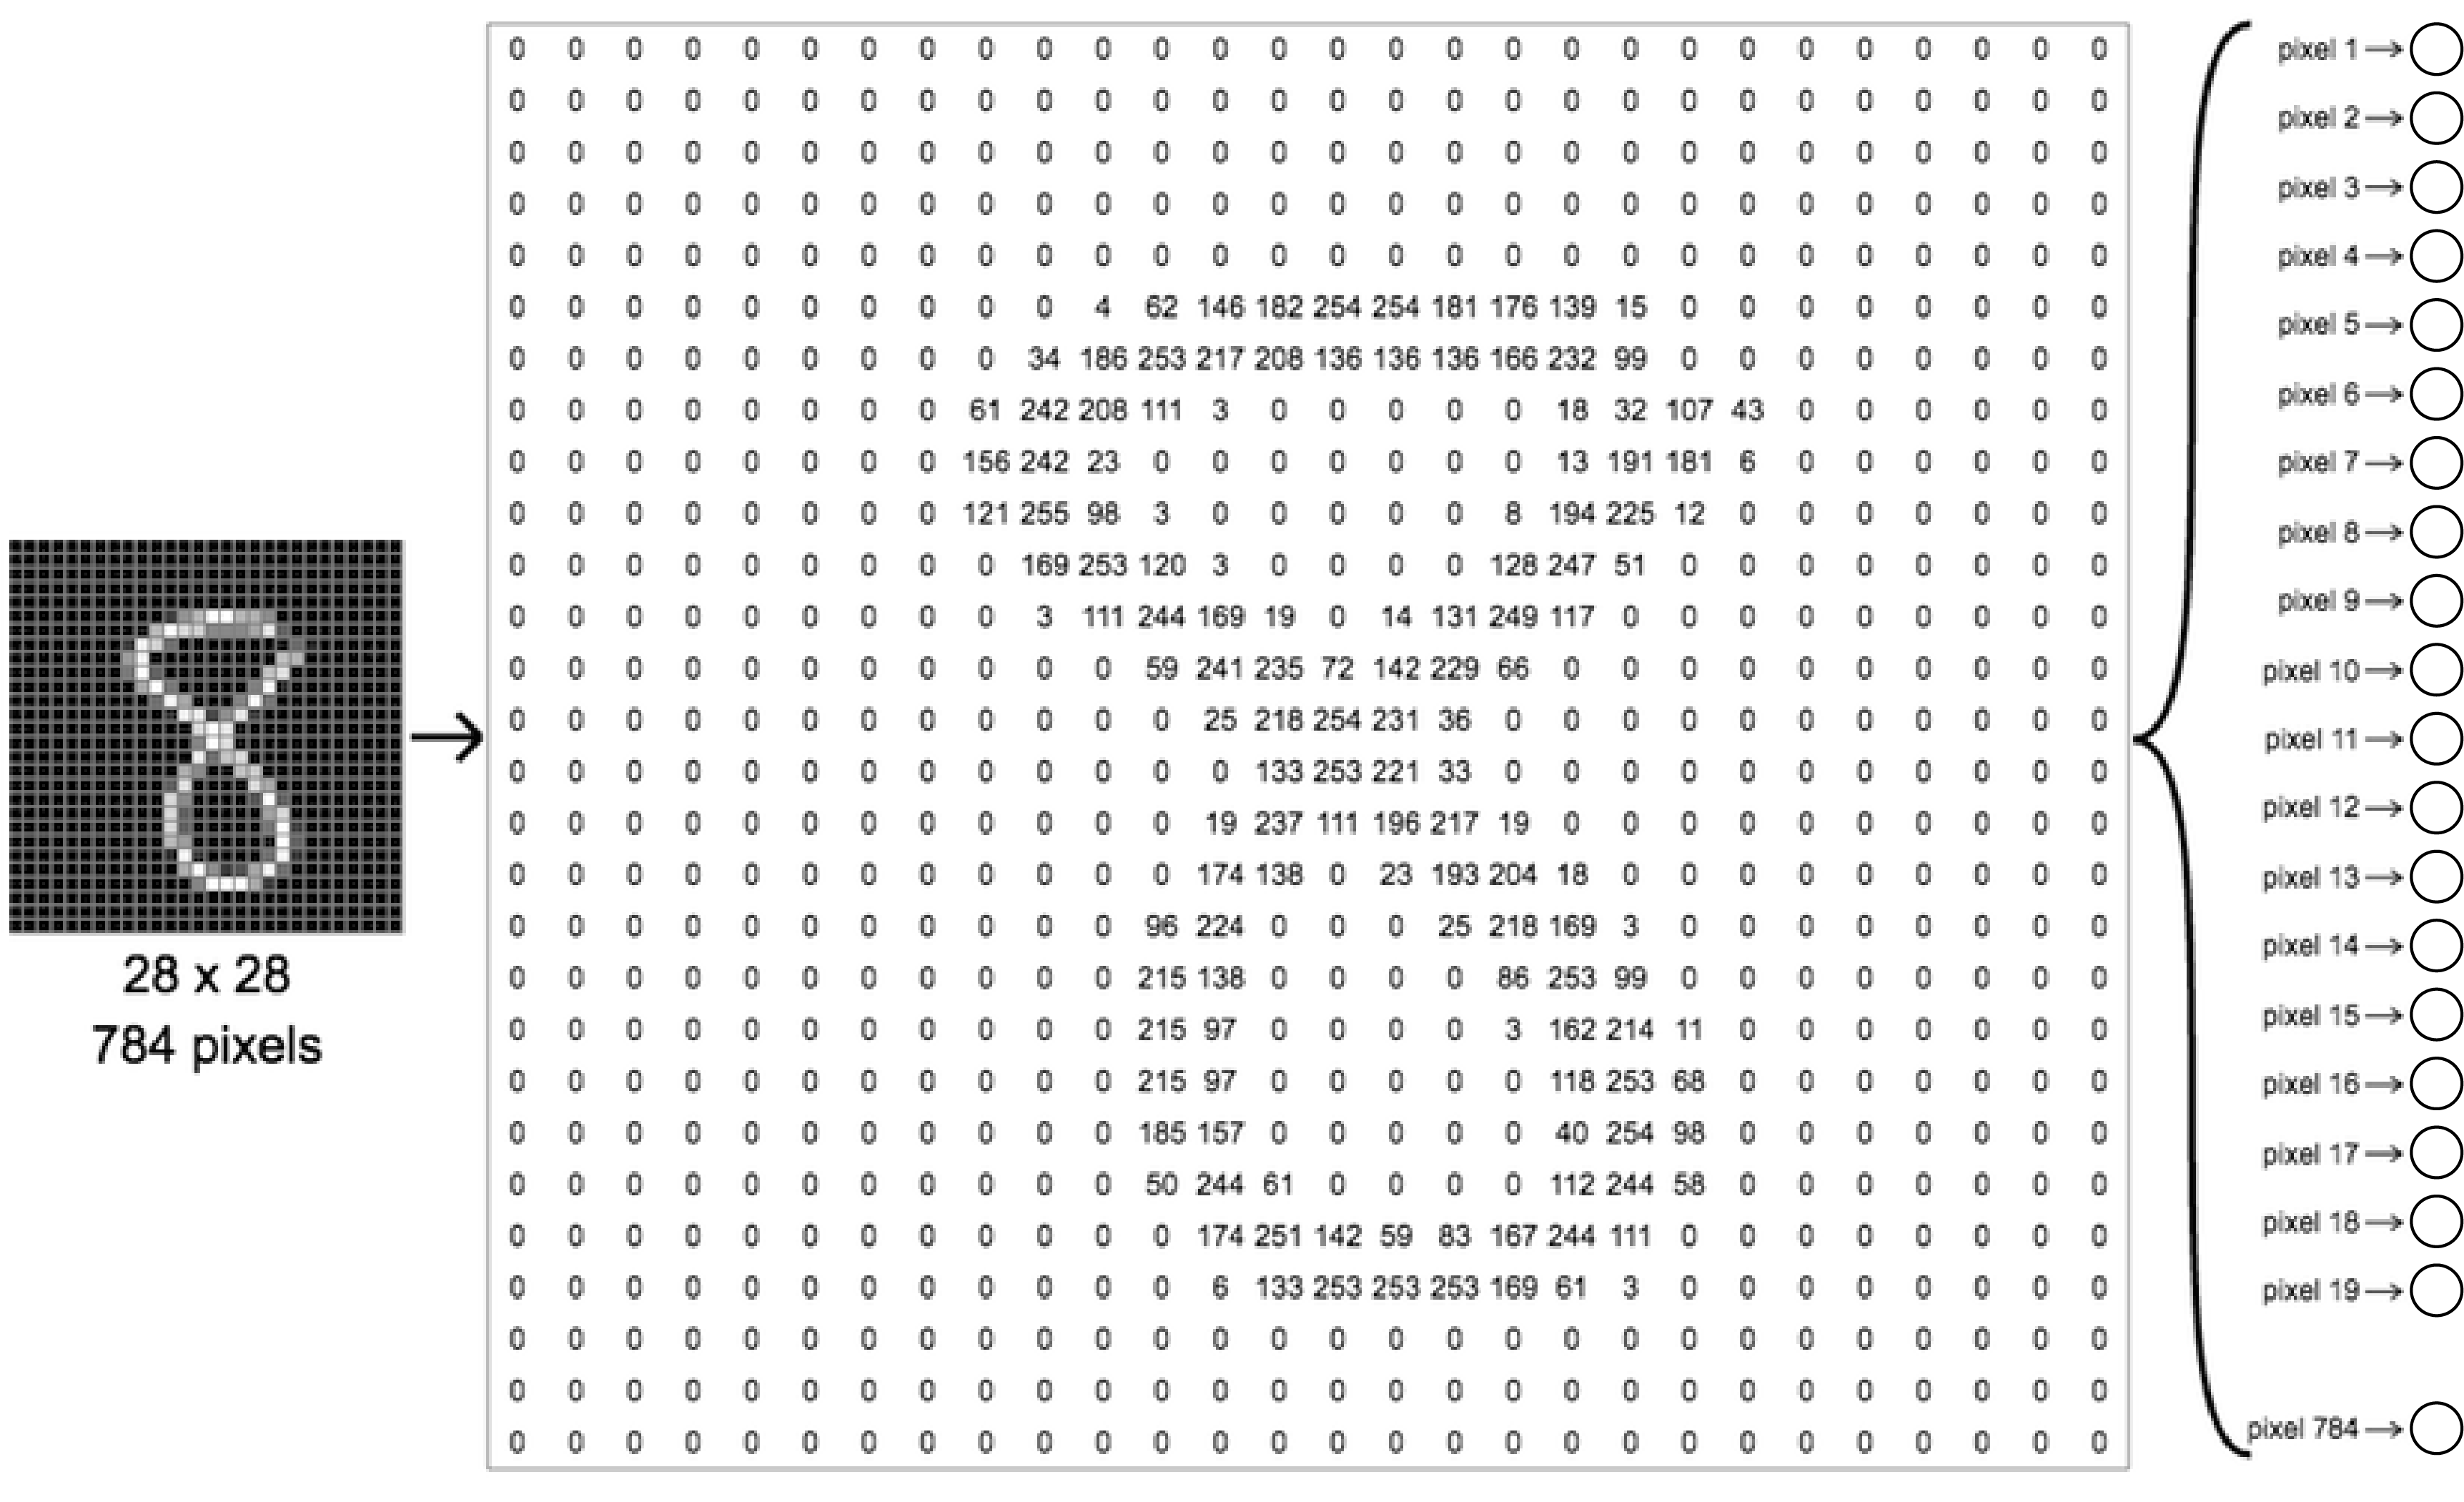 28 x 28
784 pixels
0 0 0 0 0 0 0 0 0 0 0 0 0 0 0 0 0 0 0 0 0 0 0 0 0 0 0 0
0 0 0 0 0 0 0 0 0 0 0 0 0 0 0 0 0 0 0 0 0 0 0 0 0 0 0 0
0 0 0 0 0 0 0 0 0 0 0 0 0 0 0 0 0 0 0 0 0 0 0 0 0 0 0 0
0 0 0 0 0 0 0 0 0 0 0 0 0 0 0 0 0 0 0 0 0 0 0 0 0 0 0 0
0 0 0 0 0 0 0 0 0 0 0 0 0 0 0 0 0 0 0 0 0 0 0 0 0 0 0 0
0 0 0 0 0 0 0 0 0 0 4 62 146 182 254 254 181 176 139 15 0 0 0 0 0 0 0 0
0 0 0 0 0 0 0 0 0 34 186 253 217 208 136 136 136 166 232 99 0 0 0 0 0 0 0 0
0 0 0 0 0 0 0 0 61 242 208 111 3 0 0 0 0 0 18 32 107 43 0 0 0 0 0 0
0 0 0 0 0 0 0 0 156 242 23 0 0 0 0 0 0 0 13 191 181 6 0 0 0 0 0 0
0 0 0 0 0 0 0 0 121 255 98 3 0 0 0 0 0 8 194 225 12 0 0 0 0 0 0 0
0 0 0 0 0 0 0 0 0 169 253 120 3 0 0 0 0 128 247 51 0 0 0 0 0 0 0 0
0 0 0 0 0 0 0 0 0 3 111 244 169 19 0 14 131 249 117 0 0 0 0 0 0 0 0 0
0 0 0 0 0 0 0 0 0 0 0 59 241 235 72 142 229 66 0 0 0 0 0 0 0 0 0 0
0 0 0 0 0 0 0 0 0 0 0 0 25 218 254 231 36 0 0 0 0 0 0 0 0 0 0 0
0 0 0 0 0 0 0 0 0 0 0 0 0 133 253 221 33 0 0 0 0 0 0 0 0 0 0 0
0 0 0 0 0 0 0 0 0 0 0 0 19 237 111 196 217 19 0 0 0 0 0 0 0 0 0 0
0 0 0 0 0 0 0 0 0 0 0 0 174 138 0 23 193 204 18 0 0 0 0 0 0 0 0 0
0 0 0 0 0 0 0 0 0 0 0 96 224 0 0 0 25 218 169 3 0 0 0 0 0 0 0 0
0 0 0 0 0 0 0 0 0 0 0 215 138 0 0 0 0 86 253 99 0 0 0 0 0 0 0 0
0 0 0 0 0 0 0 0 0 0 0 215 97 0 0 0 0 3 162 214 11 0 0 0 0 0 0 0
0 0 0 0 0 0 0 0 0 0 0 215 97 0 0 0 0 0 118 253 68 0 0 0 0 0 0 0
0 0 0 0 0 0 0 0 0 0 0 185 157 0 0 0 0 0 40 254 98 0 0 0 0 0 0 0
0 0 0 0 0 0 0 0 0 0 0 50 244 61 0 0 0 0 112 244 58 0 0 0 0 0 0 0
0 0 0 0 0 0 0 0 0 0 0 0 174 251 142 59 83 167 244 111 0 0 0 0 0 0 0 0
0 0 0 0 0 0 0 0 0 0 0 0 6 133 253 253 253 169 61 3 0 0 0 0 0 0 0 0
0 0 0 0 0 0 0 0 0 0 0 0 0 0 0 0 0 0 0 0 0 0 0 0 0 0 0 0
0 0 0 0 0 0 0 0 0 0 0 0 0 0 0 0 0 0 0 0 0 0 0 0 0 0 0 0
0 0 0 0 0 0 0 0 0 0 0 0 0 0 0 0 0 0 0 0 0 0 0 0 0 0 0 0
pixel 1
pixel 2
pixel 3
pixel 4
pixel 5
pixel 6
pixel 7
pixel 8
pixel 9
pixel 10
pixel 11
pixel 12
pixel 13
pixel 14
pixel 15
pixel 16
pixel 17
pixel 18
pixel 19
pixel 784